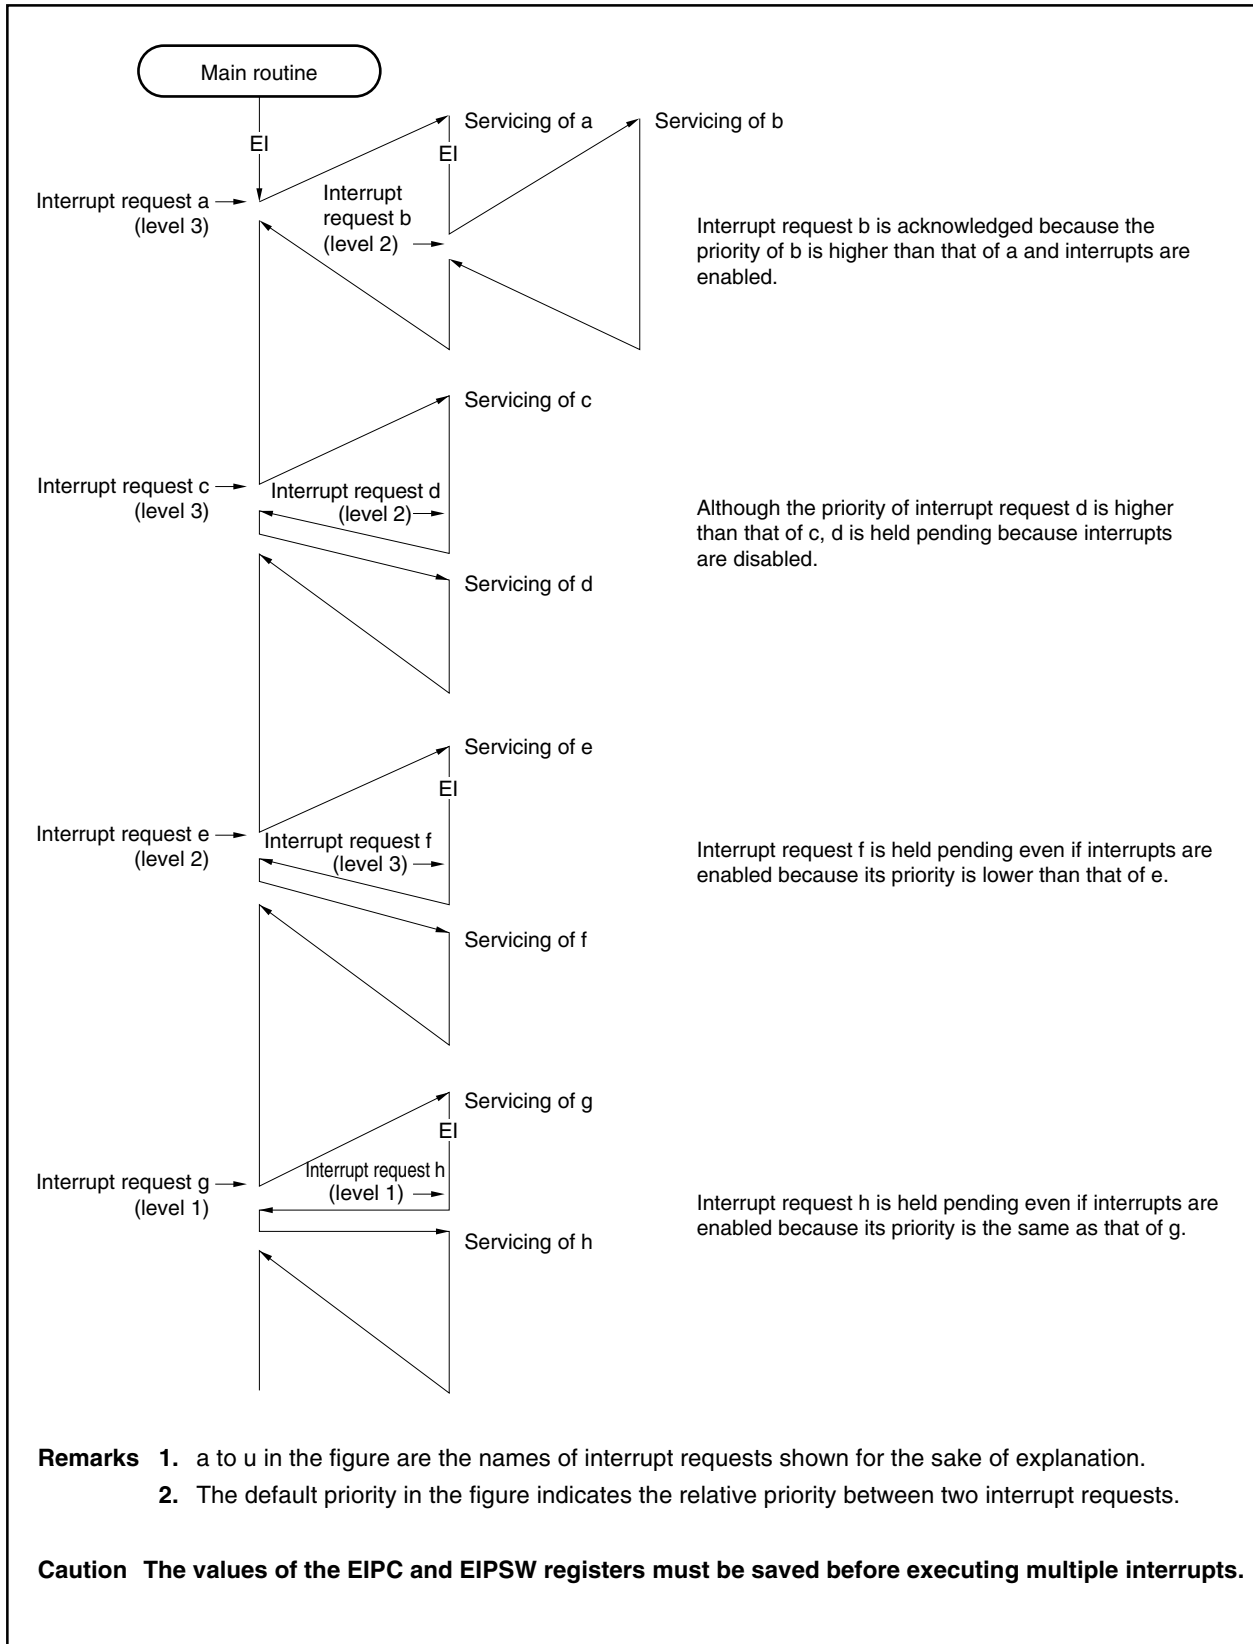 Main routine
EI
Servicing of a
Servicing of b
EI
Interrupt request a
(level 3)
Interrupt
request b
(level 2)
Interrupt request b is acknowledged because the
priority of b is higher than that of a and interrupts are
enabled.
Servicing of c
Interrupt request c
(level 3)
Interrupt request d
(level 2)
Although the priority of interrupt request d is higher
than that of c, d is held pending because interrupts
are disabled.
Servicing of d
Servicing of e
EI
Interrupt request e
(level 2)
Interrupt request f
(level 3)
Interrupt request f is held pending even if interrupts are
enabled because its priority is lower than that of e.
Servicing of f
Servicing of g
EI
Interrupt request g
(level 1)
Interrupt request h
(level 1)
Interrupt request h is held pending even if interrupts are
enabled because its priority is the same as that of g.
Servicing of h
Remarks 1. a to u in the figure are the names of interrupt requests shown for the sake of explanation.
2. The default priority in the figure indicates the relative priority between two interrupt requests.
Caution The values of the EIPC and EIPSW registers must be saved before executing multiple interrupts.